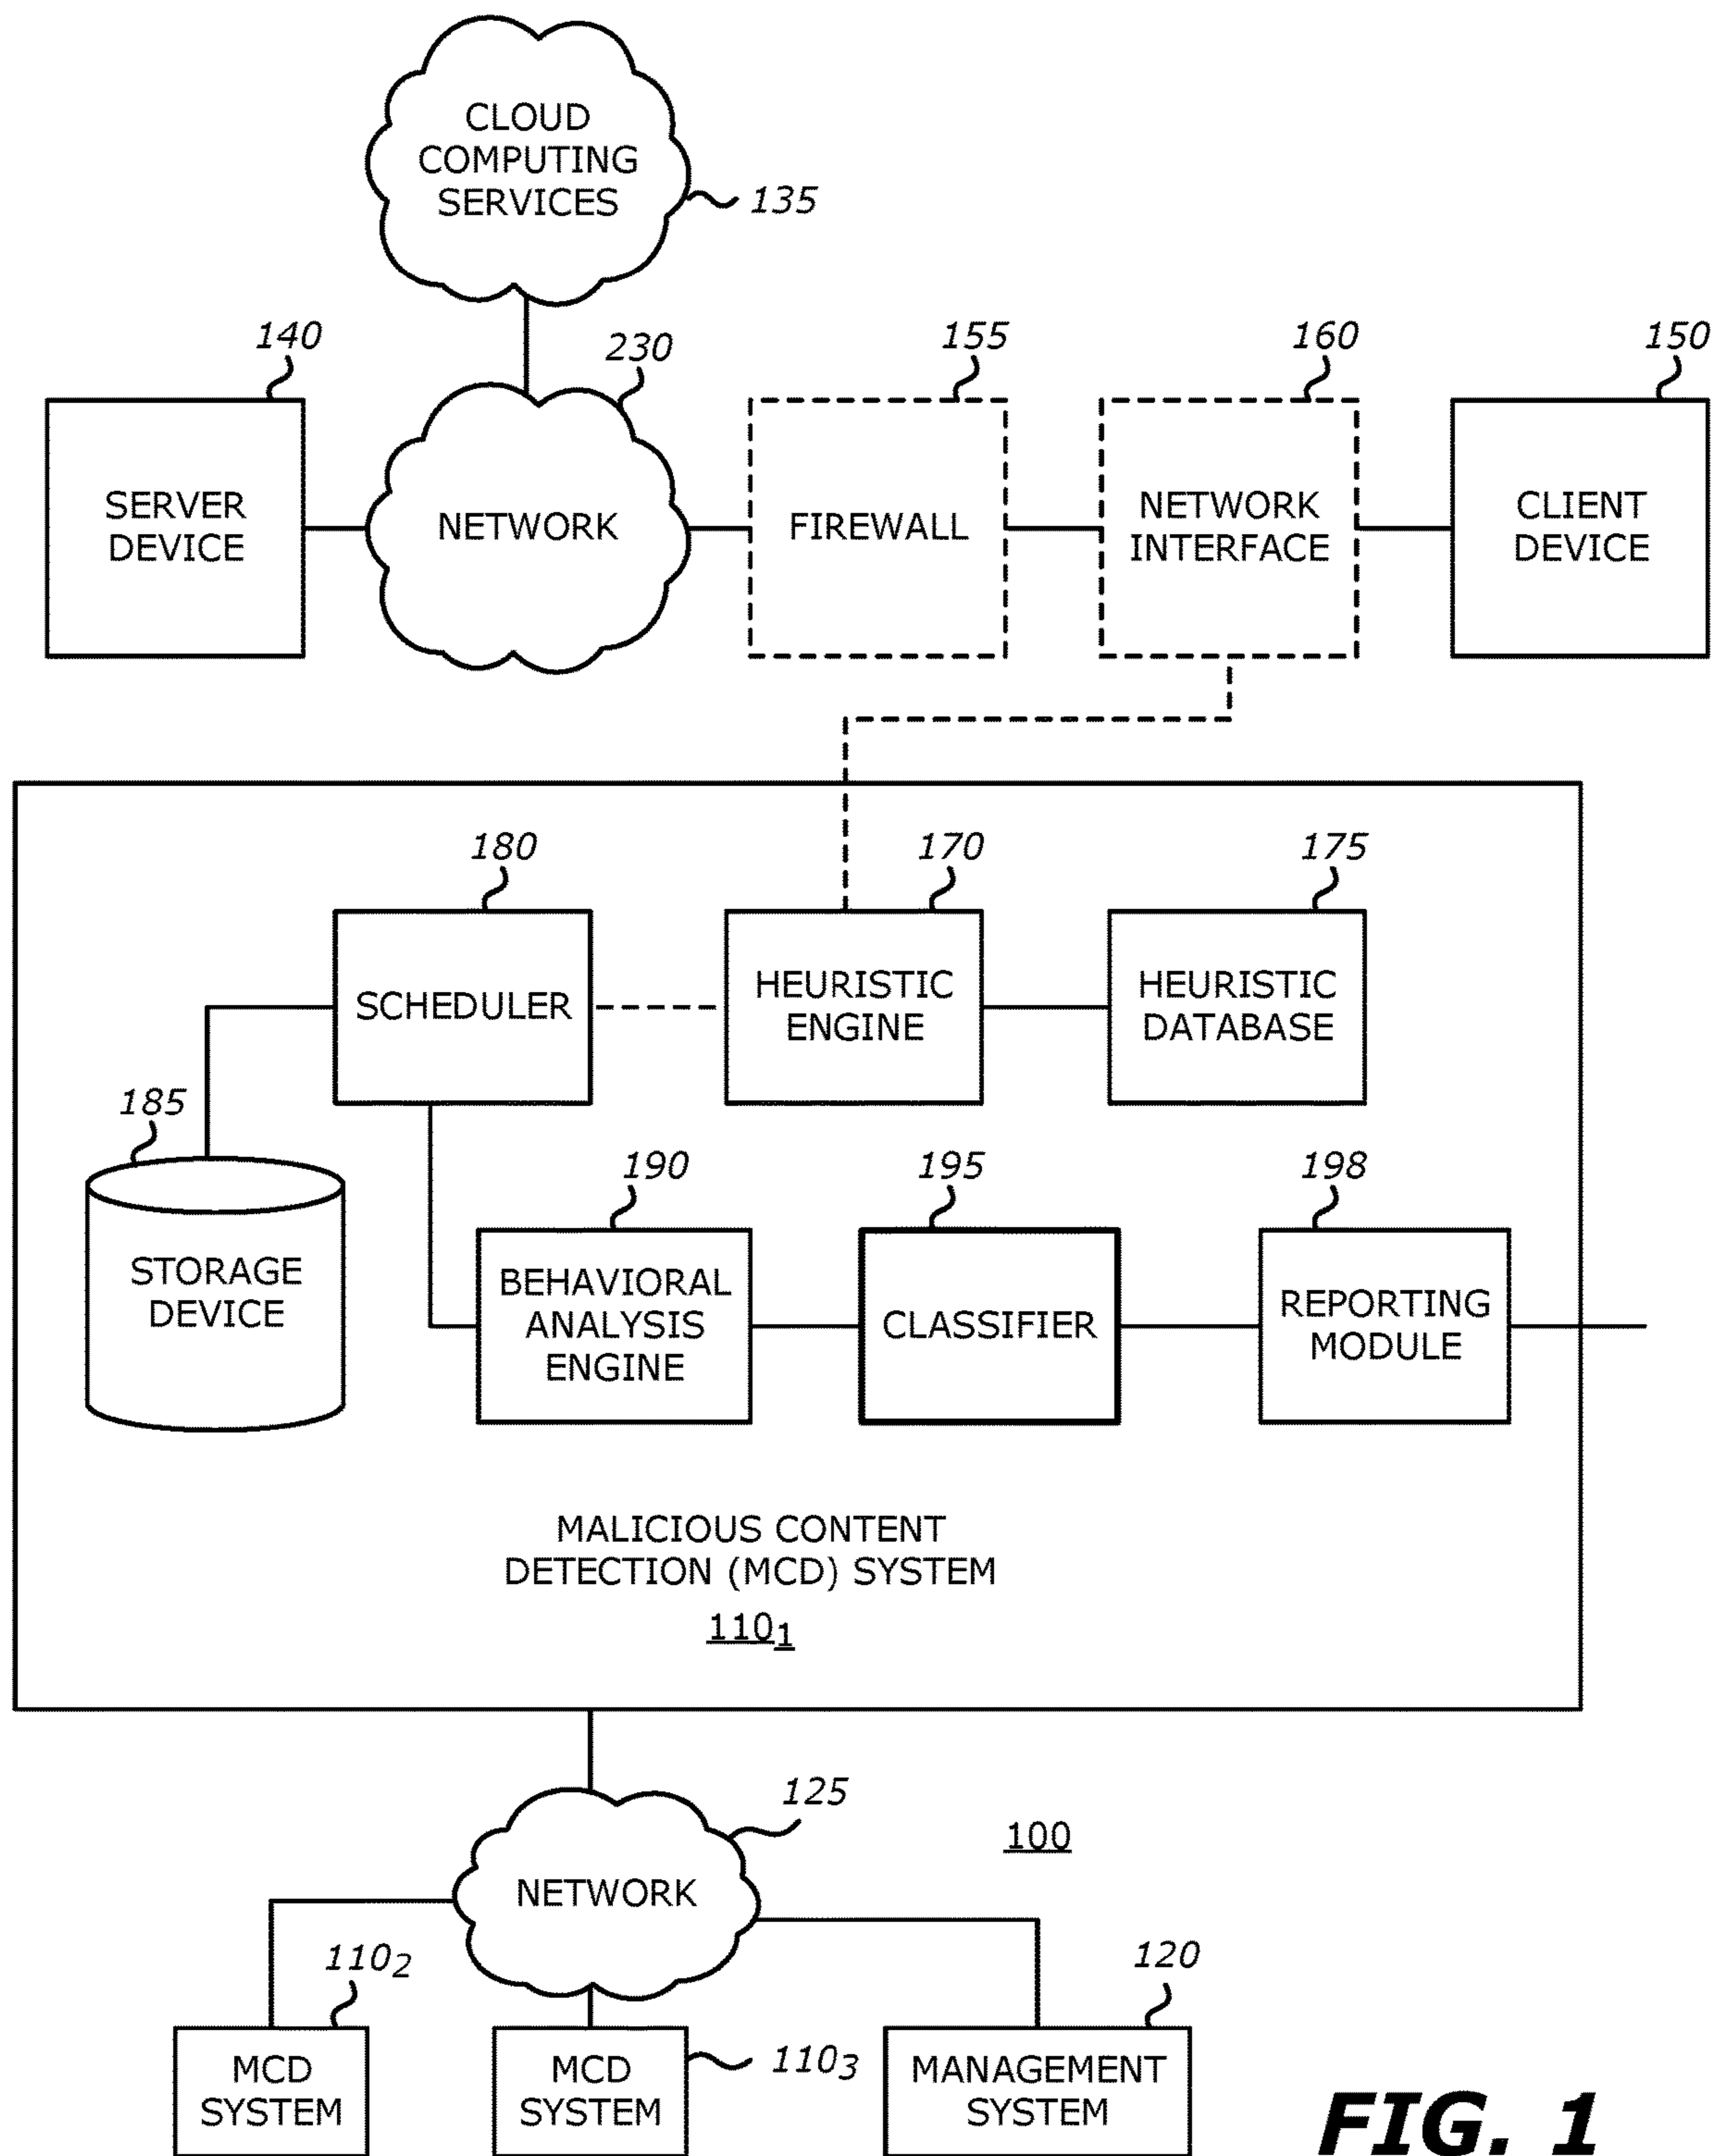 CLOUD
COMPUTING
SERVICES
135
140
230
155
160
150
SERVER
DEVICE
NETWORK
FIREWALL
NETWORK
INTERFACE
CLIENT
DEVICE
180
170
175
SCHEDULER
HEURISTIC
ENGINE
HEURISTIC
DATABASE
185
190
195
198
STORAGE
DEVICE
BEHAVIORAL
ANALYSIS
ENGINE
CLASSIFIER
REPORTING
MODULE
MALICIOUS CONTENT
DETECTION (MCD) SYSTEM
110₁
125
100
NETWORK
110₂
120
MCD
SYSTEM
MCD
SYSTEM
110₃
MANAGEMENT
SYSTEM
FIG. 1